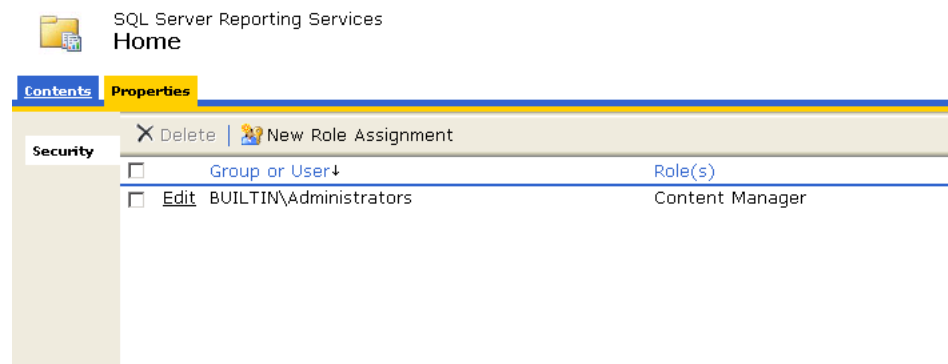 SQL Server Reporting Services
Home
Contents Properties
Delete New Role Assignment
Security
Group or User↓ Role(s)
Edit BUILTIN\Administrators Content Manager